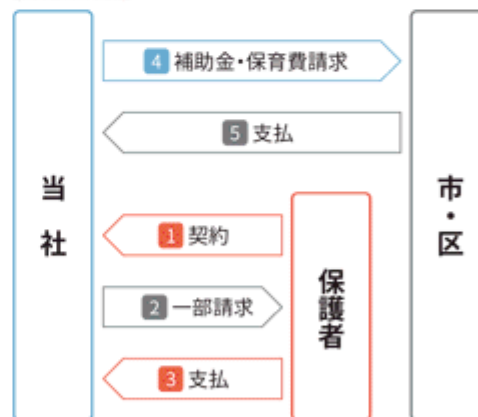 4 補助金・保育費請求
5 支払
当社
市・区
1 契約
保護者
2 一部請求
3 支払